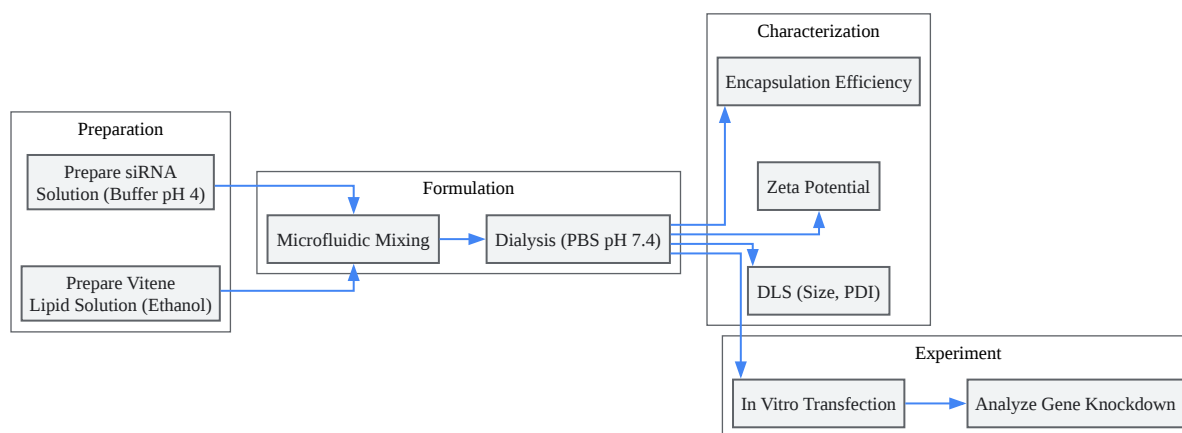 Preparation
Prepare siRNA
Solution (Buffer pH 4)
Prepare Vitene
Lipid Solution (Ethanol)
Formulation
Microfluidic Mixing
Dialysis (PBS pH 7.4)
Characterization
Encapsulation Efficiency
Zeta Potential
DLS (Size, PDI)
Experiment
In Vitro Transfection
Analyze Gene Knockdown